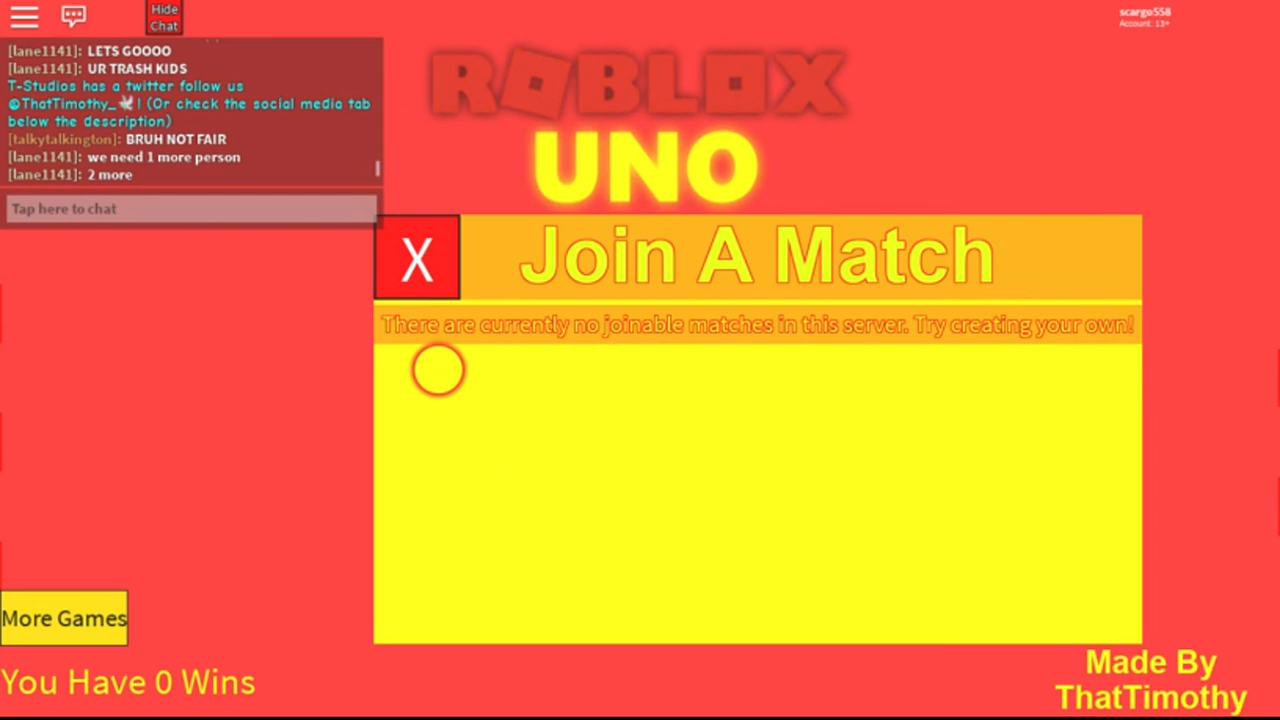 Hide
Chat
scargo558
Account: 13+
[lane1141]: LETS GOOOO
[lane1141]: UR TRASH KIDS
T-Studios has a twitter follow us
@ThatTimothy_🕊! (Or check the social media tab
below the description)
[talkytalkington]: BRUH NOT FAIR
[lane1141]: we need 1 more person
[lane1141]: 2 more
Tap here to chat
ROBLOX
UNO
X
Join A Match
There are currently no joinable matches in this server. Try creating your own!
More Games
You Have 0 Wins
Made By
ThatTimothy